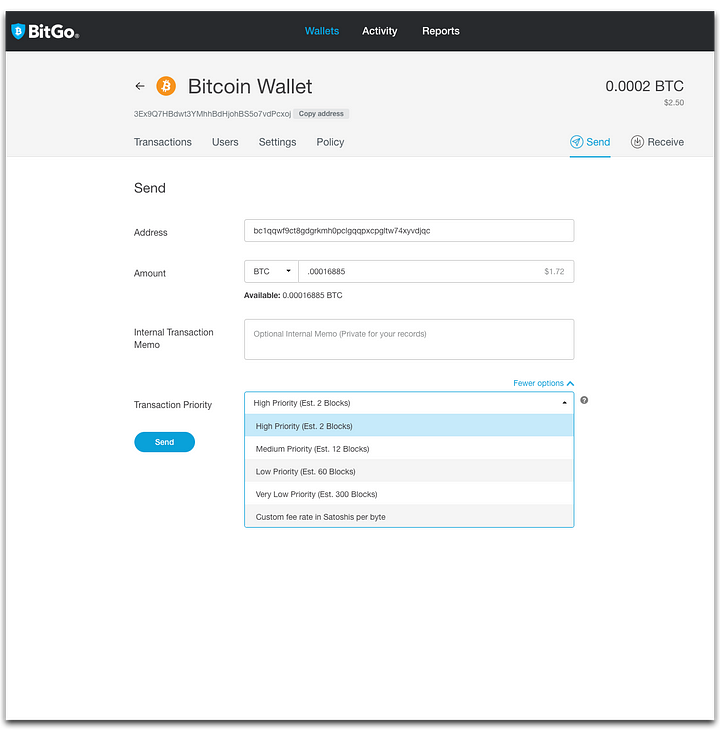 BitGo®
Wallets Activity Reports
Bitcoin Wallet
0.0002 BTC
$2.50
3Ex9Q7HBdwt3YMhhBdHjohBS5o7vdPcxoj Copy address
Transactions Users Settings Policy Send Receive
Send
Address
bc1qqwf9ct8gdgrkmh0pclgqqpxcpgltw74xyvdjqc
Amount
BTC .00016885 $1.72
Available: 0.00016885 BTC
Internal Transaction
Memo
Optional Internal Memo (Private for your records)
Fewer options
Transaction Priority
High Priority (Est. 2 Blocks)
?
High Priority (Est. 2 Blocks)
Medium Priority (Est. 12 Blocks)
Low Priority (Est. 60 Blocks)
Very Low Priority (Est. 300 Blocks)
Custom fee rate in Satoshis per byte
Send